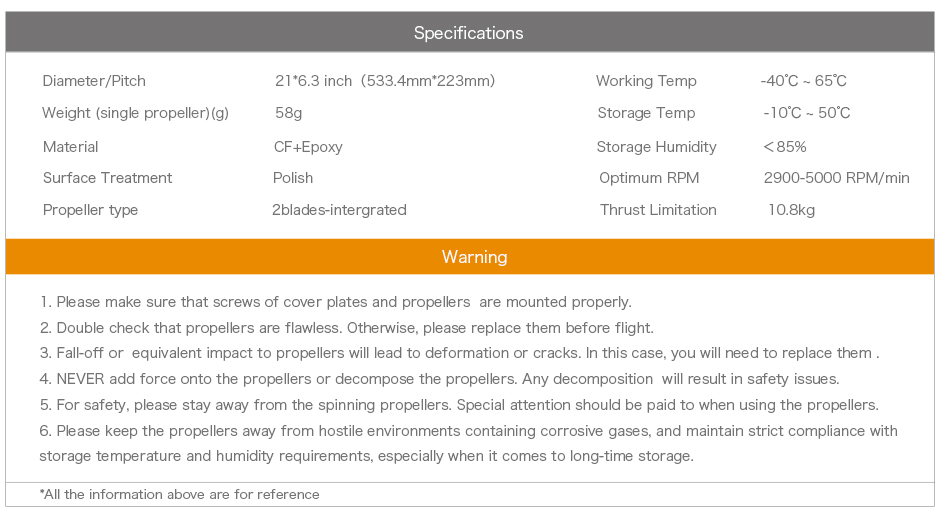 Specifications
Diameter/Pitch 21*6.3 inch（533.4mm*223mm） Working Temp -40℃ ~ 65℃
Weight (single propeller)(g) 58g Storage Temp -10℃ ~ 50℃
Material CF+Epoxy Storage Humidity ＜85%
Surface Treatment Polish Optimum RPM 2900-5000 RPM/min
Propeller type 2blades-intergrated Thrust Limitation 10.8kg
Warning
1. Please make sure that screws of cover plates and propellers  are mounted properly.
2. Double check that propellers are flawless. Otherwise, please replace them before flight.
3. Fall-off or  equivalent impact to propellers will lead to deformation or cracks. In this case, you will need to replace them .
4. NEVER add force onto the propellers or decompose the propellers. Any decomposition  will result in safety issues.
5. For safety, please stay away from the spinning propellers. Special attention should be paid to when using the propellers.
6. Please keep the propellers away from hostile environments containing corrosive gases, and maintain strict compliance with
storage temperature and humidity requirements, especially when it comes to long-time storage.
*All the information above are for reference